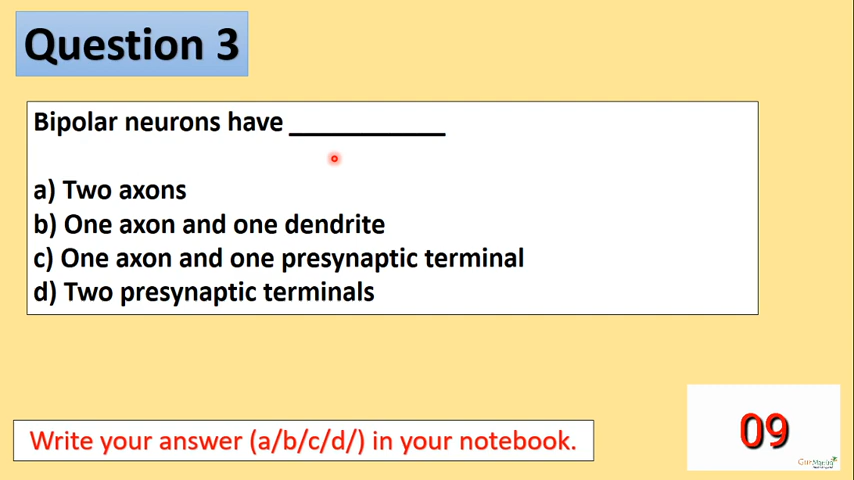 Question 3
Bipolar neurons have ___________
a) Two axons
b) One axon and one dendrite
c) One axon and one presynaptic terminal
d) Two presynaptic terminals
Write your answer (a/b/c/d/) in your notebook.
09